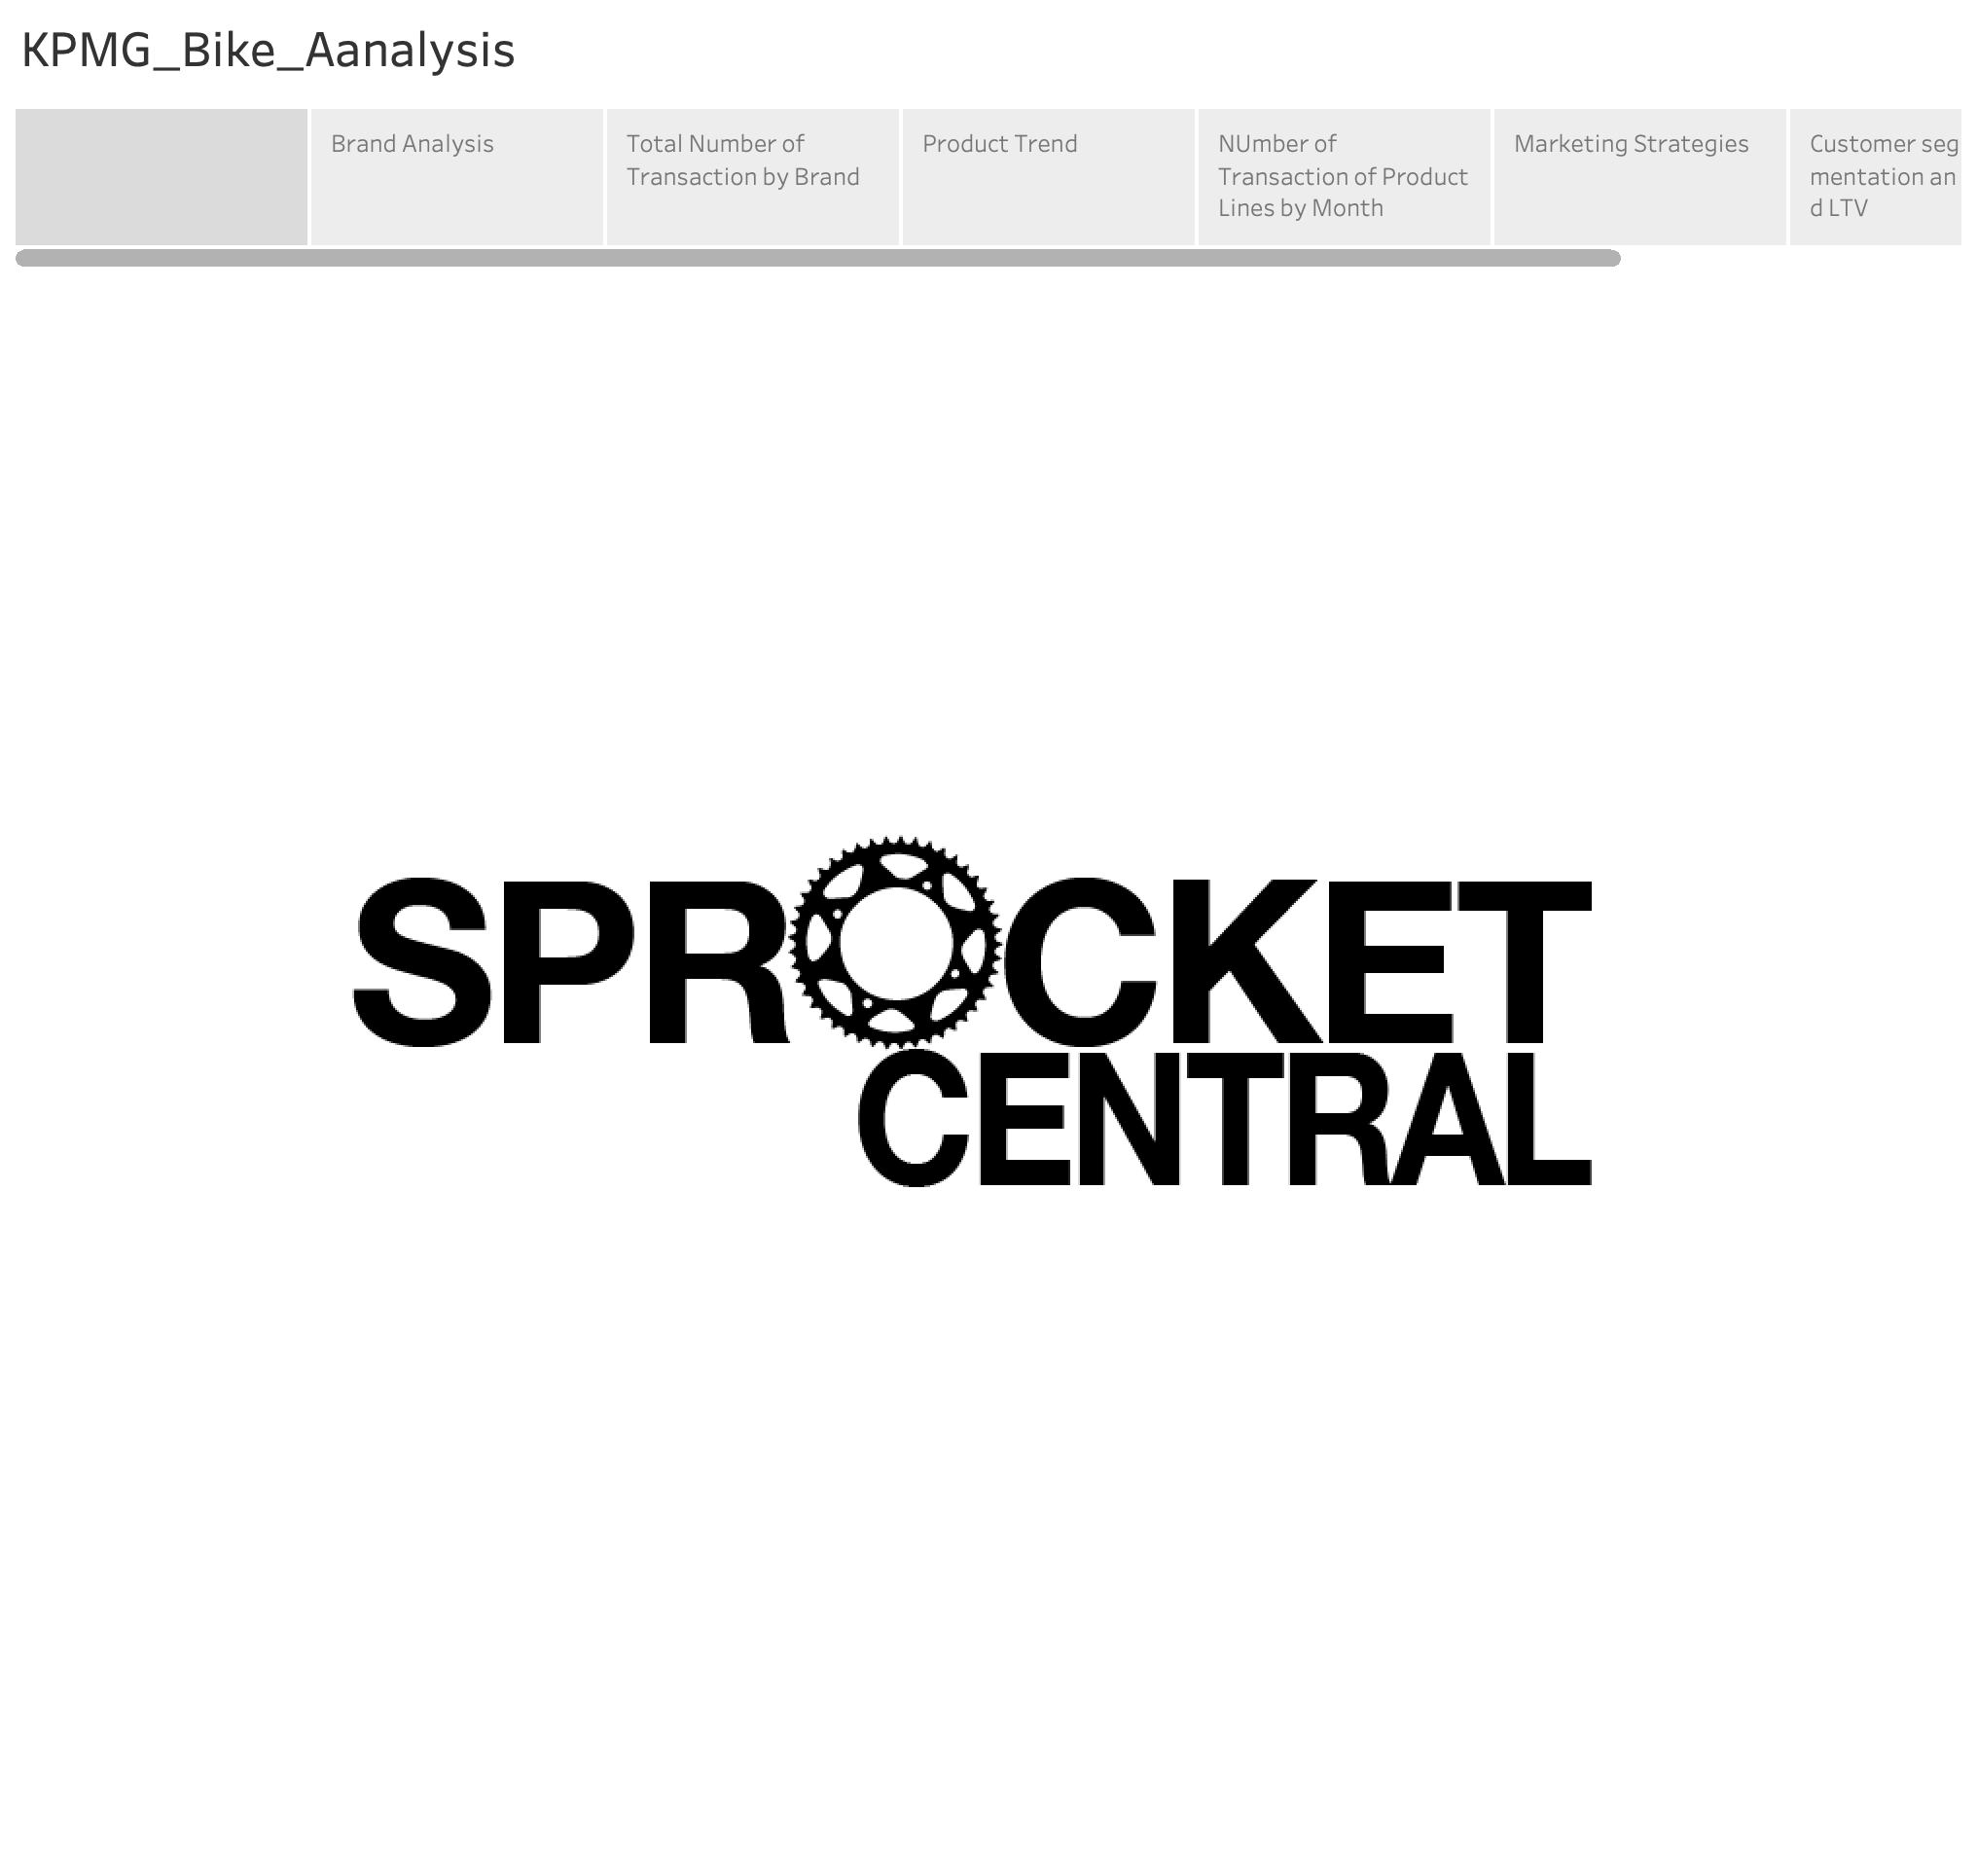 KPMG_Bike_Aanalysis
Brand Analysis
Total Number of
Transaction by Brand
Product Trend
NUmber of
Transaction of Product
Lines by Month
Marketing Strategies
Customer seg
mentation an
d LTV
SPROCKET
CENTRAL